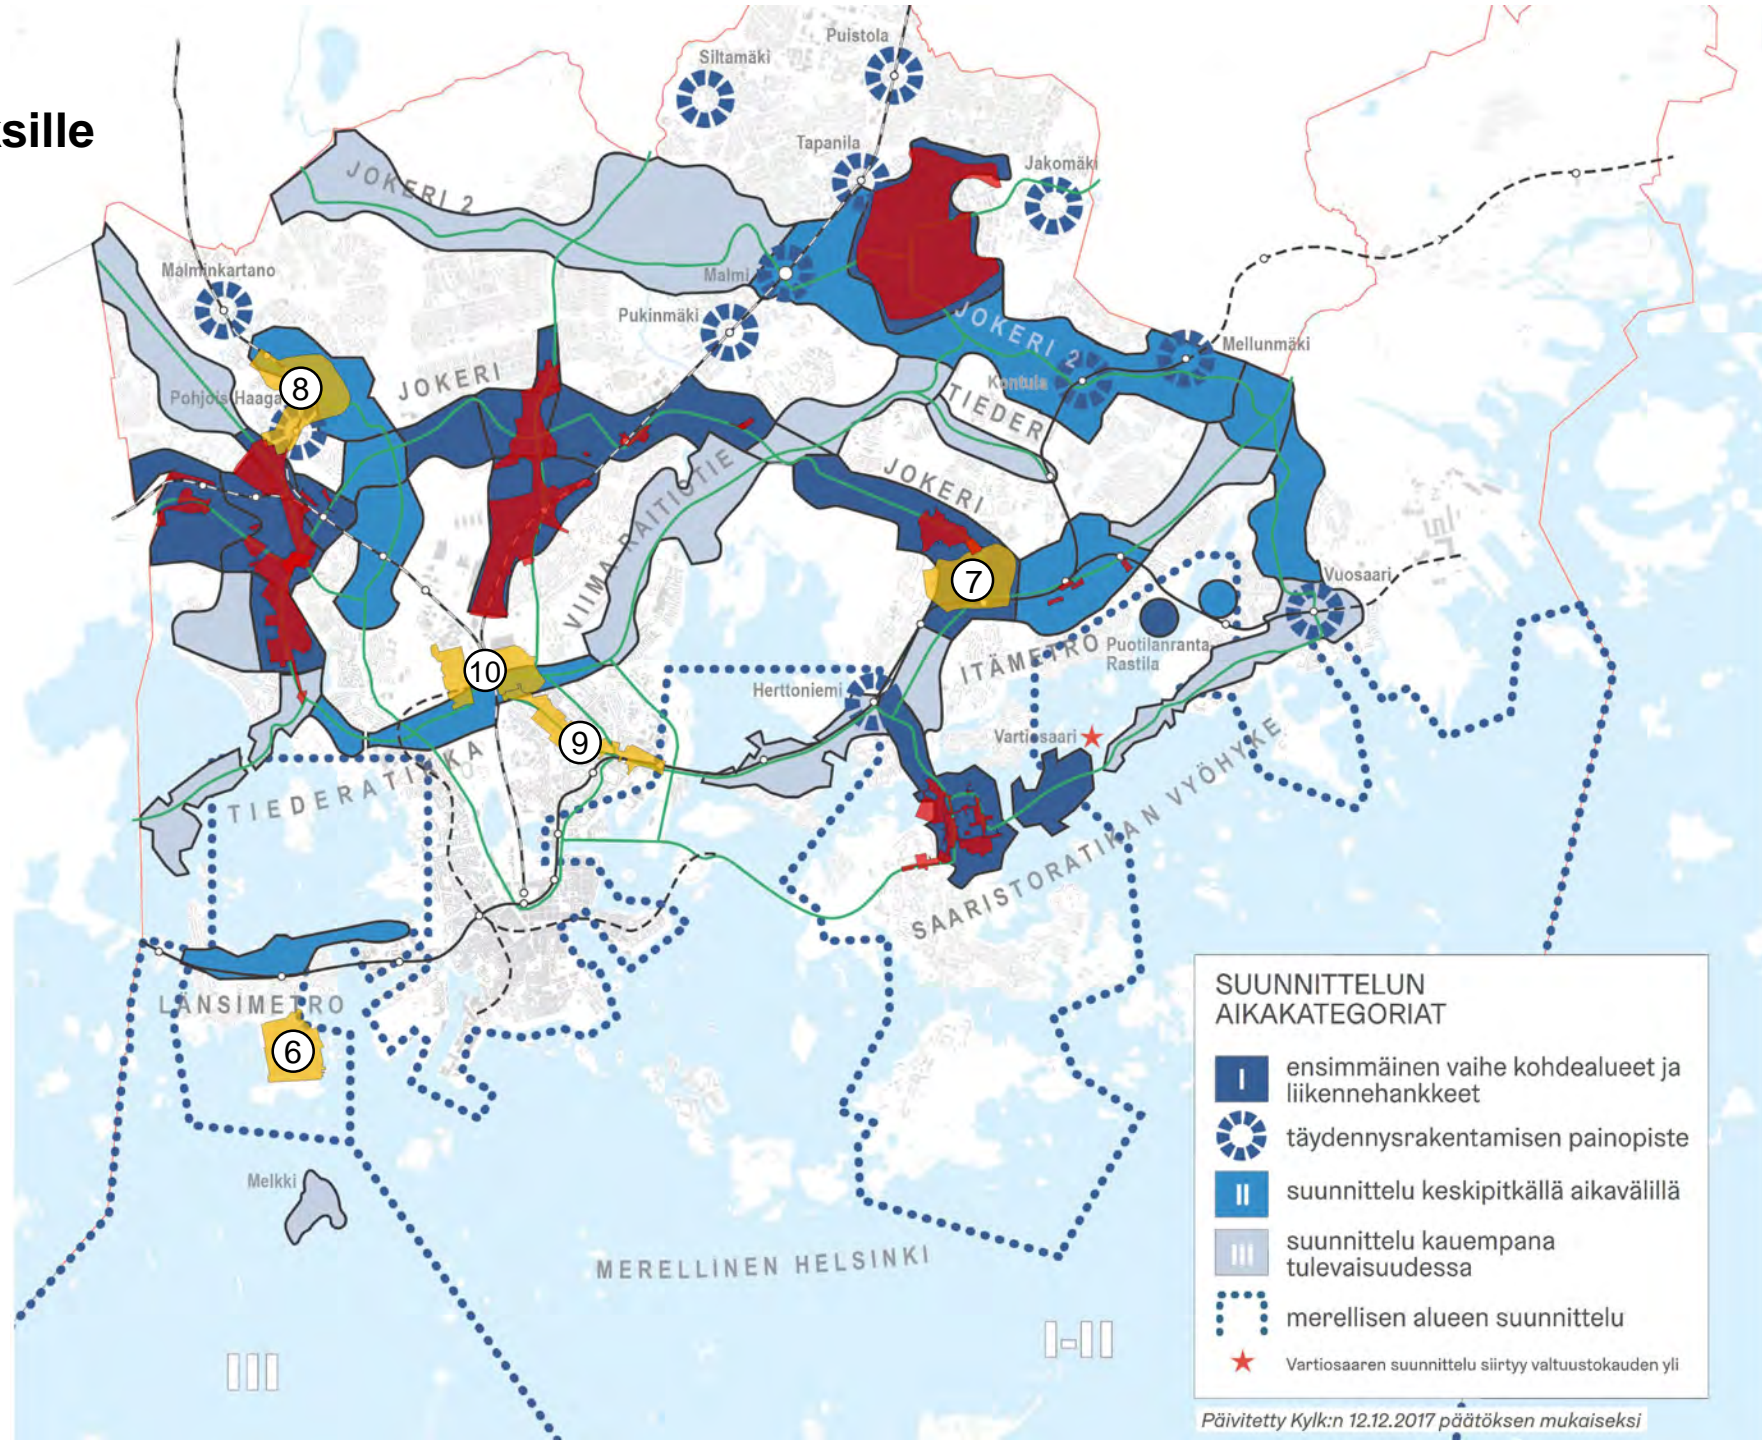 ksille
Puistola
Siltamäki
Tapanila
Jakomäki
JOKERI 2
Malminkartano
Malmi
Pukinmäki
JOKERI 2
Mellunmäki
JOKERI
Kontula
8
Pohjois-Haaga
TIEDER
VIIMA-RAITIOTIE
JOKERI
7
Vuosaari
10
ITÄMETRO
Puotilanranta-
Rastila
Herttoniemi
9
Vartiosaari
TIEDERATIKKA
SAARISTORATIKAN VYÖHYKE
LÄNSIMETRO
6
Melkki
MERELLINEN HELSINKI
III
I-II
SUUNNITTELUN
AIKAKATEGORIAT
I
ensimmäinen vaihe kohdealueet ja
liikennehankkeet
täydennysrakentamisen painopiste
II
suunnittelu keskipitkällä aikavälillä
III
suunnittelu kauempana
tulevaisuudessa
merellisen alueen suunnittelu
Vartiosaaren suunnittelu siirtyy valtuustokauden yli
Päivitetty Kylk:n 12.12.2017 päätöksen mukaiseksi